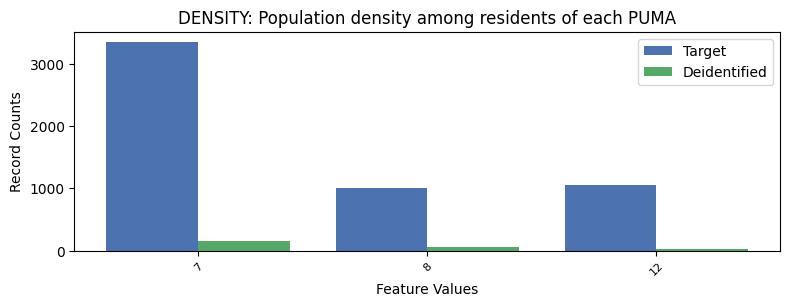 DENSITY: Population density among residents of each PUMA
Target
Deidentified
Record Counts
3000
2000
1000
0
7
8
12
Feature Values